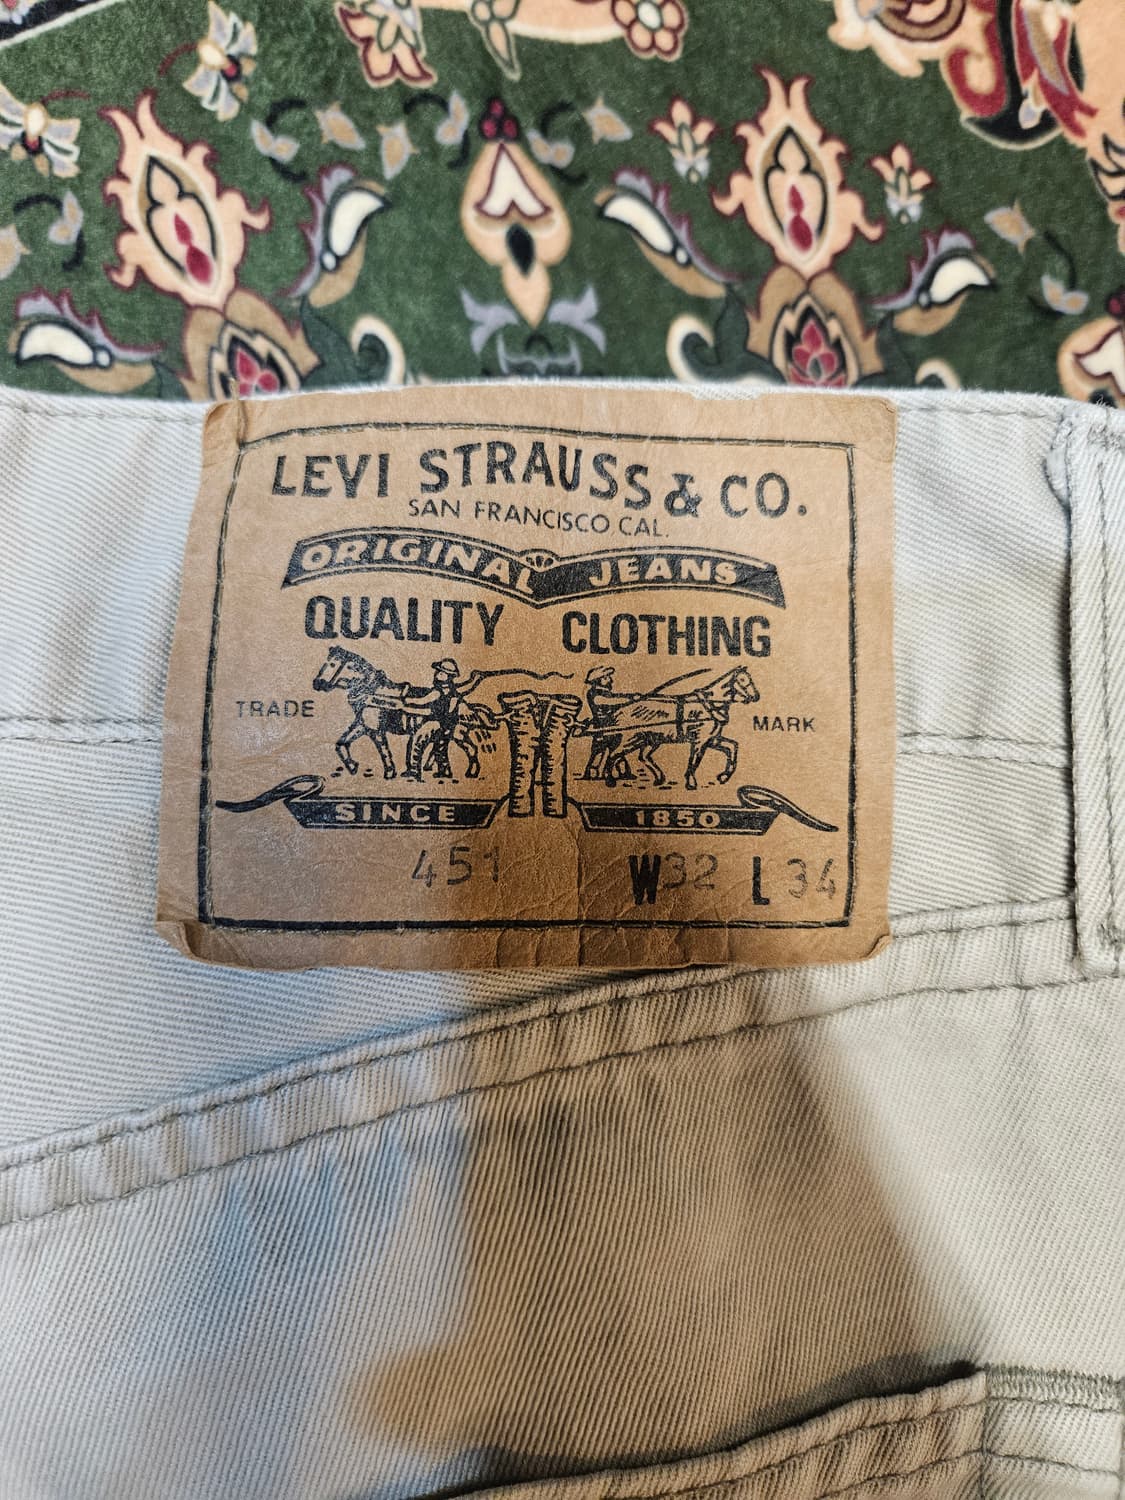 LEVI STRAUSS & CO.
SAN FRANCISCO CAL.
ORIGINAL JEANS
QUALITY CLOTHING
TRADE MARK
SINCE 1850
451 W32 L34